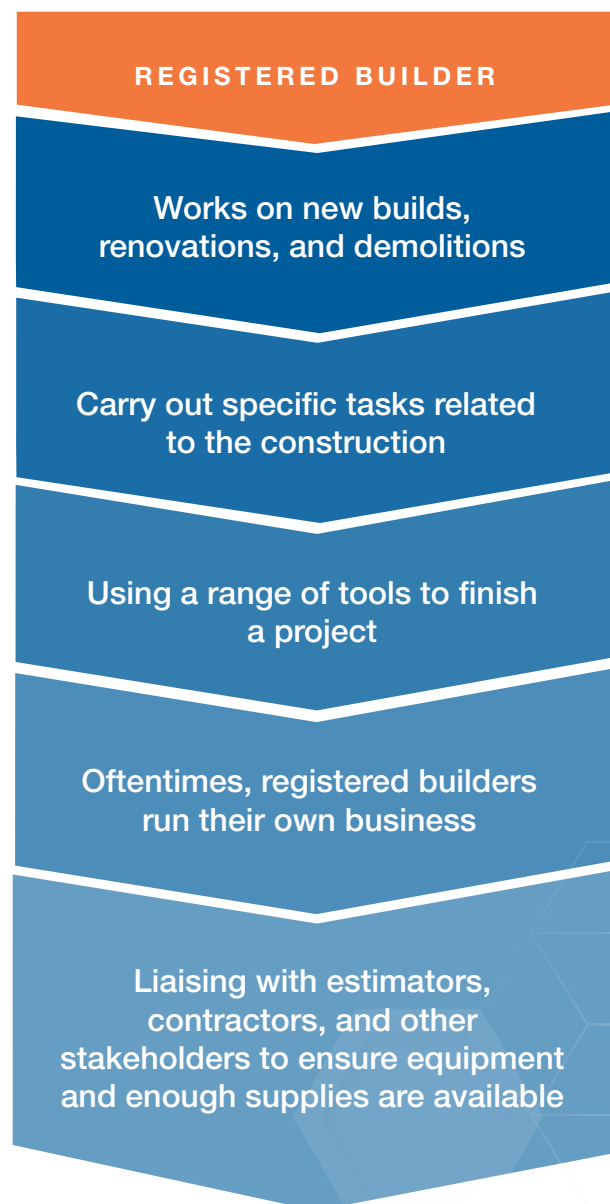 REGISTERED BUILDER
Works on new builds,
renovations, and demolitions
Carry out specific tasks related
to the construction
Using a range of tools to finish
a project
Oftentimes, registered builders
run their own business
Liaising with estimators,
contractors, and other
stakeholders to ensure equipment
and enough supplies are available